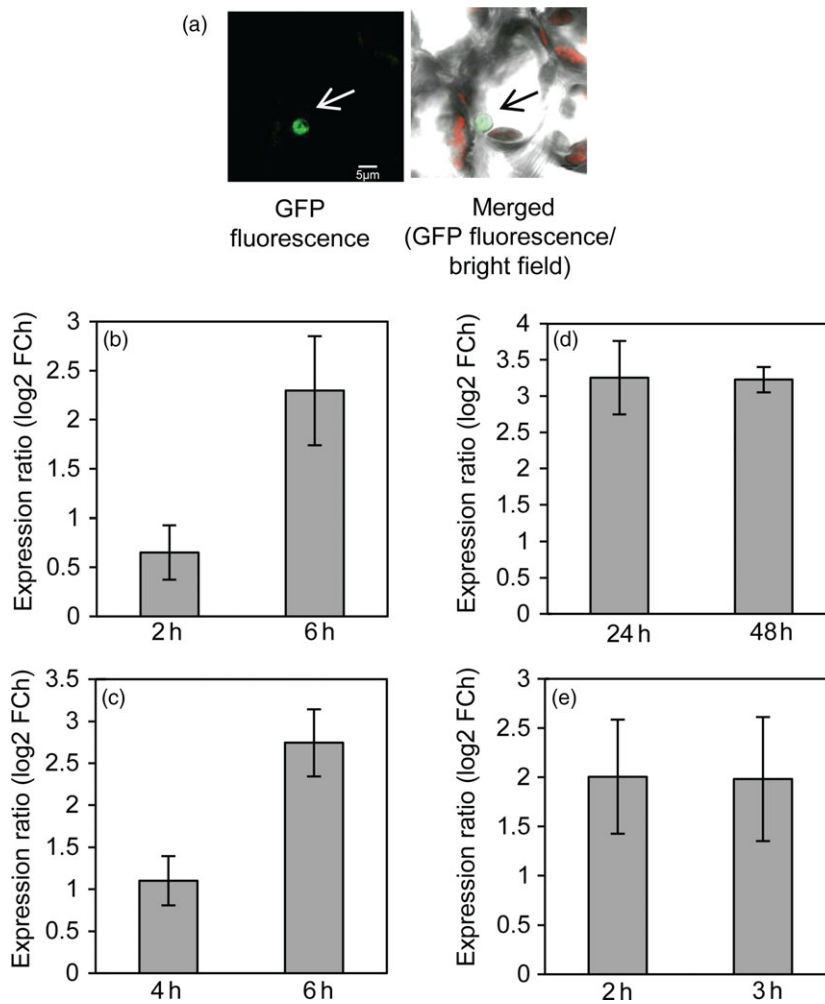 (a)
5µm
GFP
fluorescence
Merged
(GFP fluorescence/
bright field)
(b)
Expression ratio (log2 FCh)
3
2.5
2
1.5
1
0.5
0
2 h
6 h
(d)
Expression ratio (log2 FCh)
4
3.5
3
2.5
2
1.5
1
0.5
0
24 h
48 h
(c)
Expression ratio (log2 FCh)
3.5
3
2.5
2
1.5
1
0.5
0
4 h
6 h
(e)
Expression ratio (log2 FCh)
3
2.5
2
1.5
1
0.5
0
2 h
3 h